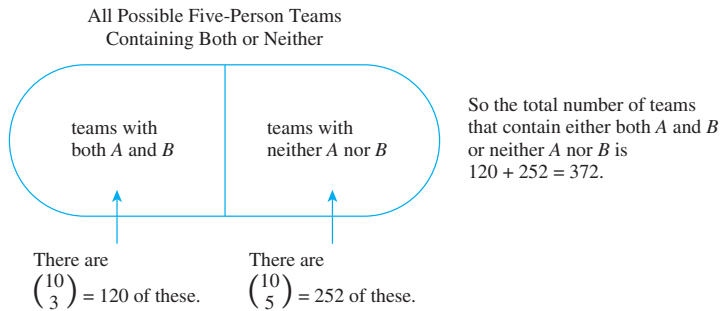 All Possible Five-Person Teams
Containing Both or Neither
teams with
both A and B
teams with
neither A nor B
So the total number of teams
that contain either both A and B
or neither A nor B is
120 + 252 = 372.
There are
(10 3) = 120 of these.
There are
(10 5) = 252 of these.